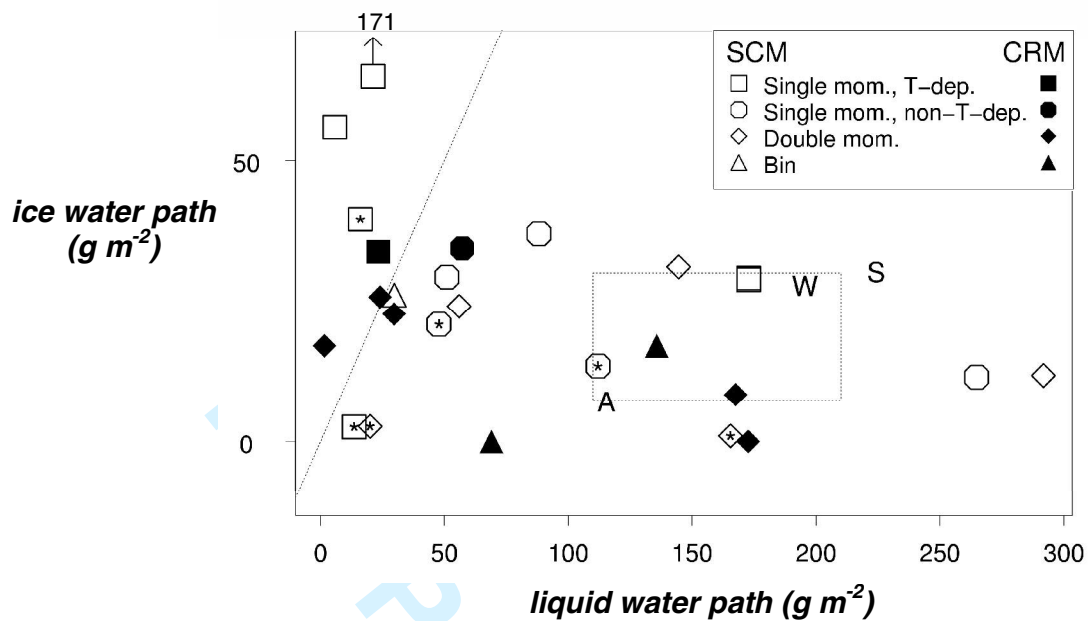 171
SCM CRM
Single mom., T-dep.
Single mom., non-T-dep.
Double mom.
Bin
50
ice water path
(g m-2)
S
W
* 
*
*
A
0
* *
*
0 50 100 150 200 250 300
liquid water path (g m-2)